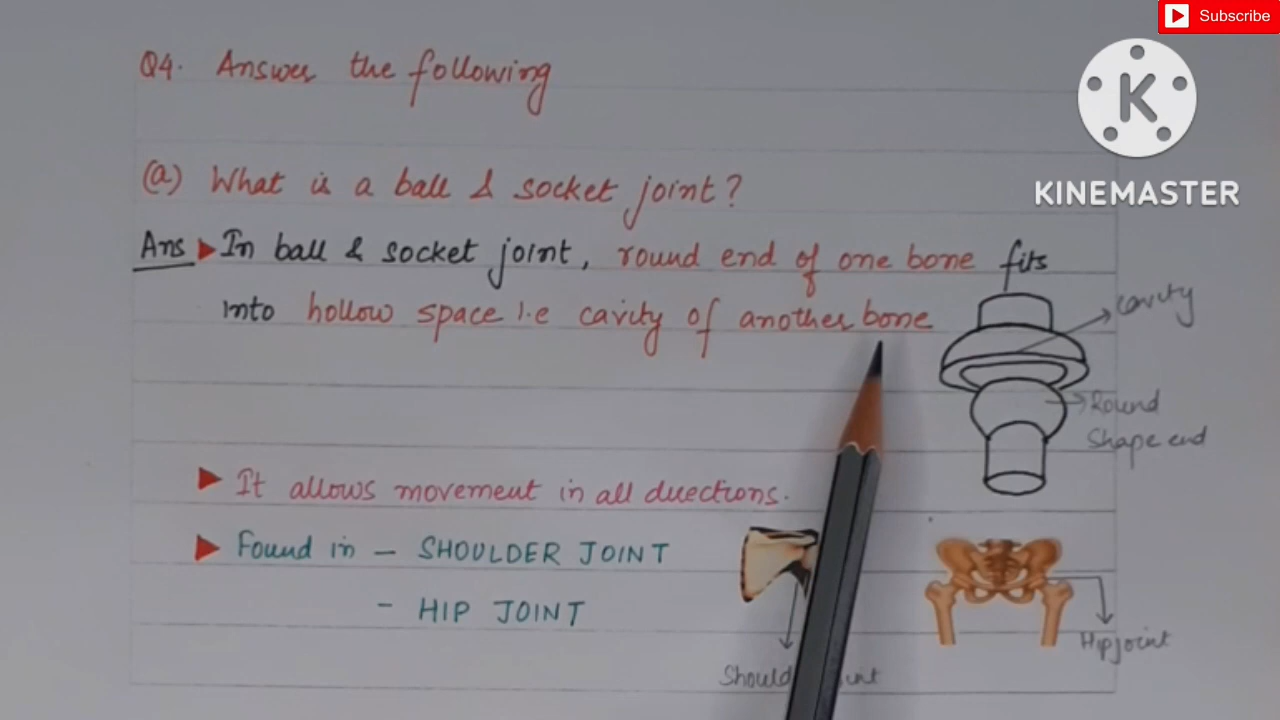 Subscribe
KINEMASTER
Q4. Answer the following
(a) What is a ball & socket joint?
Ans ▶ In ball & socket joint, round end of one bone fits
into hollow space i.e cavity of another bone
cavity
Round
Shape end
▶ It allows movement in all directions.
▶ Found in – SHOULDER JOINT
– HIP JOINT
Hip joint